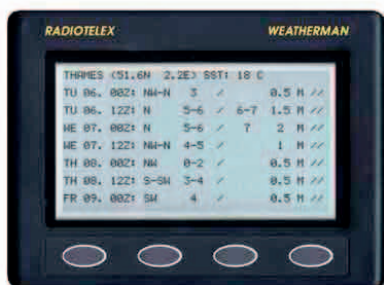 RADIOTELEX WEATHERMAN
THAMES (51.6N 2.2E) SST: 18 C
TU 06. 00Z: NW-N 3 / 0.5 M //
TU 06. 12Z: N 5-6 / 6-7 1.5 M //
WE 07. 00Z: N 5-6 / 7 2 M //
WE 07. 12Z: NW-N 4-5 / 1 M //
TH 08. 00Z: NW 0-2 / 0.5 M //
TH 08. 12Z: S-SW 3-4 / 0.5 M //
FR 09. 00Z: SW 4 / 0.5 M //